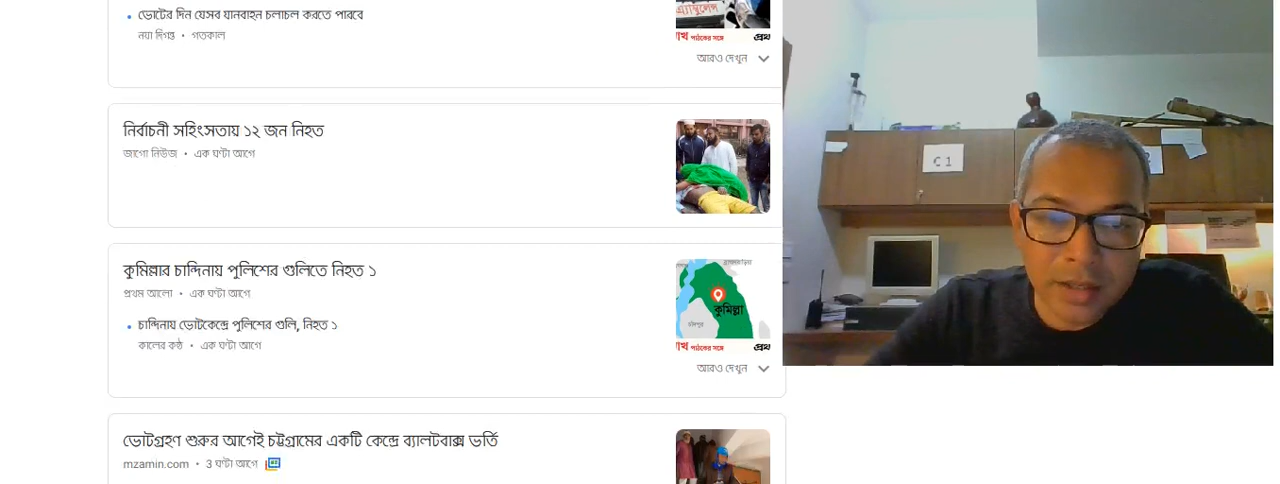 ভোটের দিন যেসব যানবাহন চলাচল করতে পারবে
নয়া দিগন্ত • গতকাল
আরও দেখুন
নির্বাচনী সহিংসতায় ১২ জন নিহত
জাগো নিউজ • এক ঘণ্টা আগে
কুমিল্লার চান্দিনায় পুলিশের গুলিতে নিহত ১
প্রথম আলো • এক ঘণ্টা আগে
চান্দিনায় ভোটকেন্দ্রে পুলিশের গুলি, নিহত ১
কালের কণ্ঠ • এক ঘণ্টা আগে
কুমিল্লা
আরও দেখুন
ভোটগ্রহণ শুরুর আগেই চট্টগ্রামের একটি কেন্দ্রে ব্যালটবাক্স ভর্তি
mzamin.com • 3 ঘণ্টা আগে
C 1